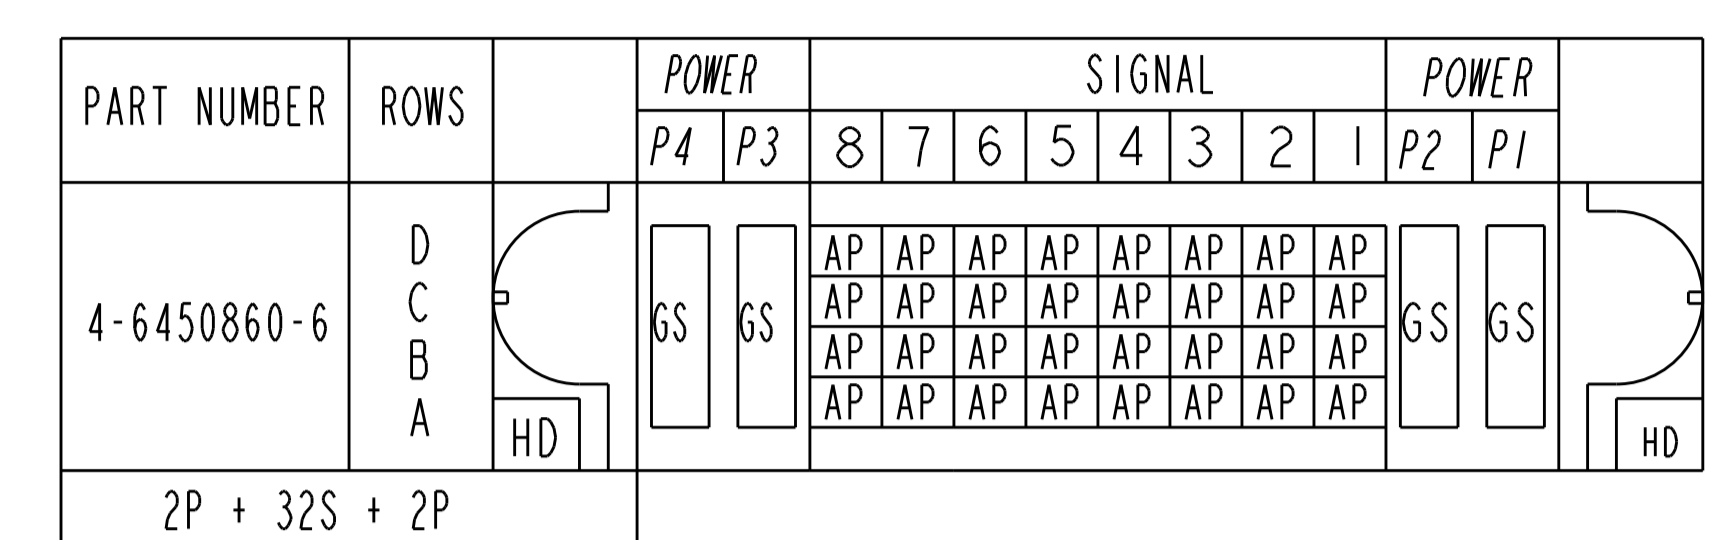 PART NUMBER ROWS POWER SIGNAL POWER
P4 P3 8 7 6 5 4 3 2 1 P2 P1
D AP AP AP AP AP AP AP AP
C AP AP AP AP AP AP AP AP
4-6450860-6 GS GS GS GS
B AP AP AP AP AP AP AP AP
A AP AP AP AP AP AP AP AP
HD HD
2P + 32S + 2P